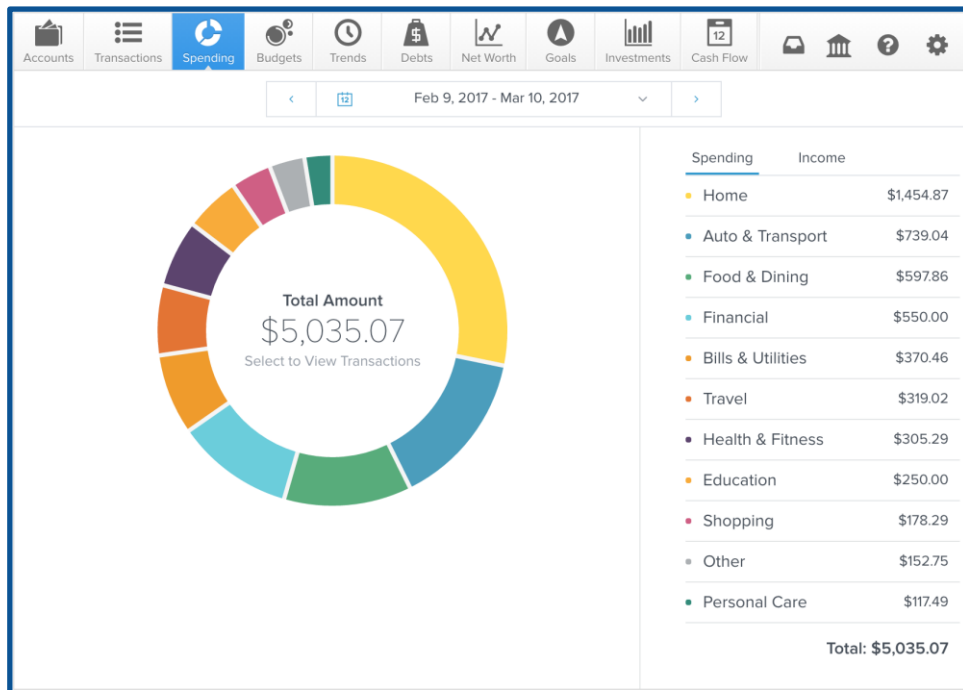 Accounts Transactions Spending Budgets Trends Debts Net Worth Goals Investments Cash Flow
12
$
?
12 Feb 9, 2017 - Mar 10, 2017
Total Amount
$5,035.07
Select to View Transactions
Spending Income
Home $1,454.87
Auto & Transport $739.04
Food & Dining $597.86
Financial $550.00
Bills & Utilities $370.46
Travel $319.02
Health & Fitness $305.29
Education $250.00
Shopping $178.29
Other $152.75
Personal Care $117.49
Total: $5,035.07